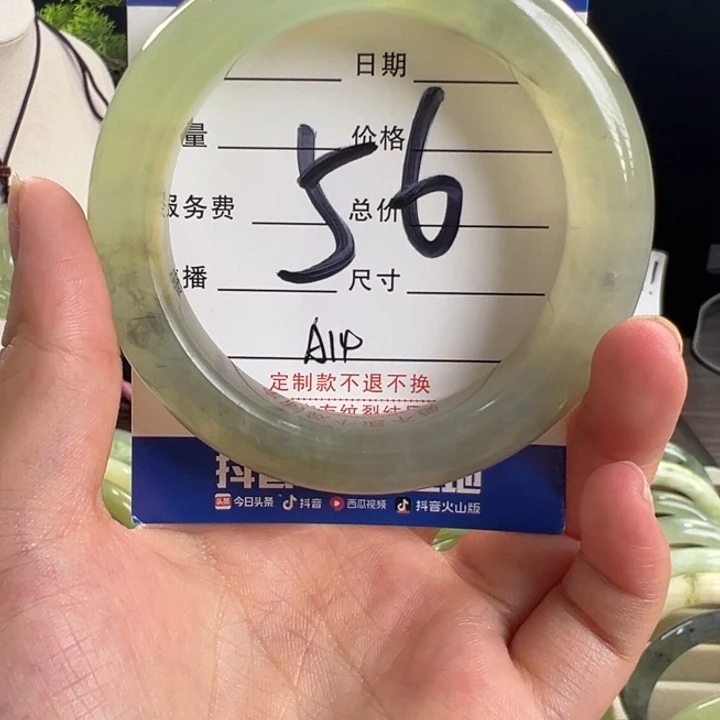 日期
量 价格
56
服务费 总价
播 尺寸
A14
定制款不退不换
今日头条 抖音 西瓜视频 抖音火山版